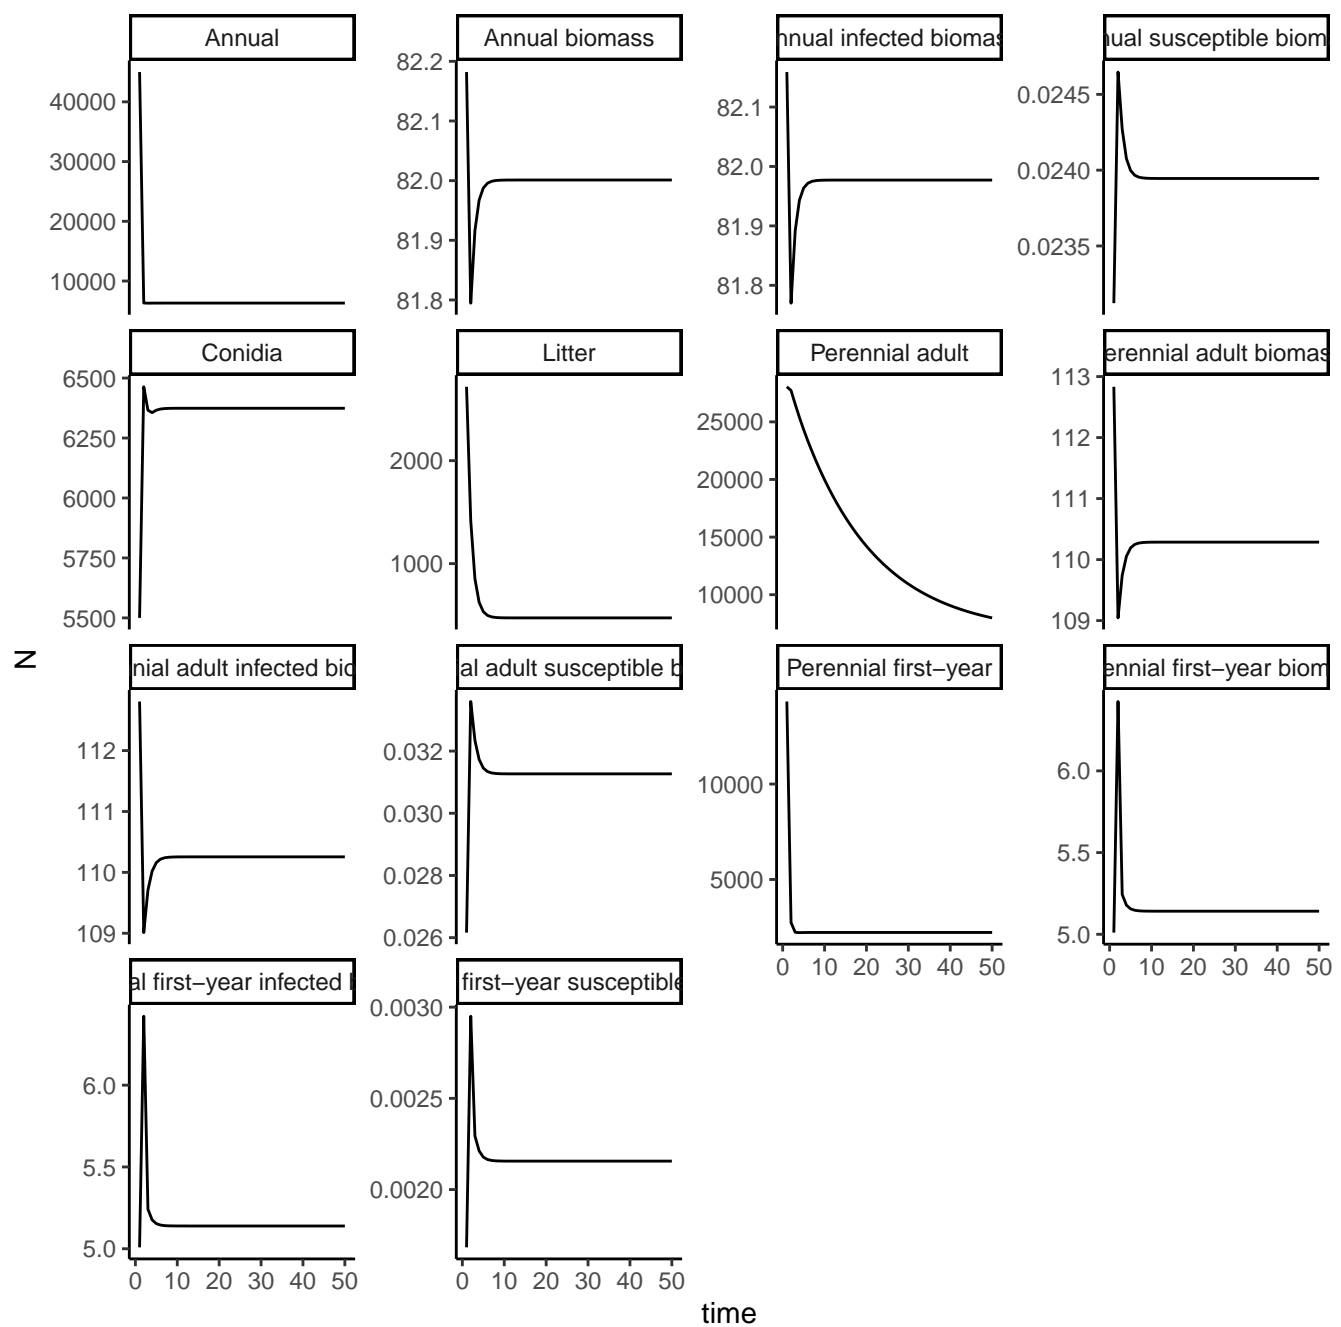 Annual
Annual biomass
nnual infected biomas
nual susceptible biom
40000
30000
20000
10000
82.2
82.1
82.0
81.9
81.8
82.1
82.0
81.9
81.8
0.0245
0.0240
0.0235
Conidia
Litter
Perennial adult
erennial adult biomas
6500
6250
6000
5750
5500
2000
1000
25000
20000
15000
10000
113
112
111
110
109
N
nial adult infected bio
al adult susceptible b
Perennial first−year
ennial first−year biom
112
111
110
109
0.032
0.030
0.028
0.026
10000
5000
6.0
5.5
5.0
0 10 20 30 40 50
0 10 20 30 40 50
al first−year infected
first−year susceptible
6.0
5.5
5.0
0.0030
0.0025
0.0020
0 10 20 30 40 50
0 10 20 30 40 50
time